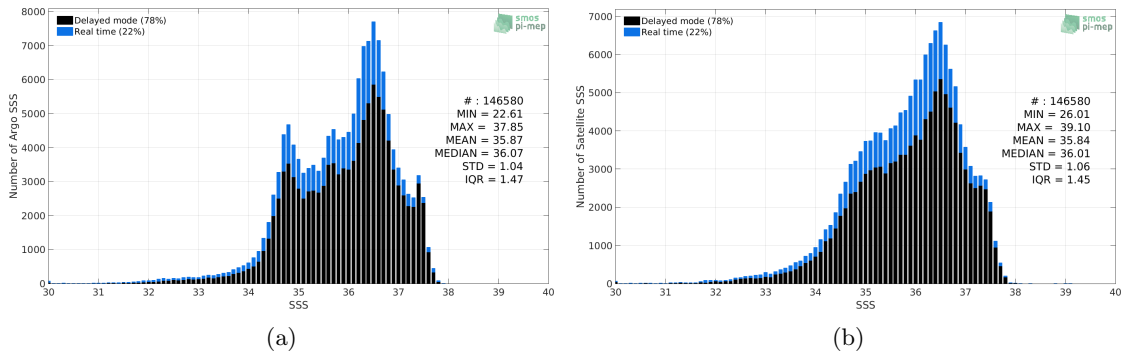 Delayed mode (78%)
Real time (22%)
smos
pi-mep
# : 146580
MIN = 22.61
MAX = 37.85
MEAN = 35.87
MEDIAN = 36.07
STD = 1.04
IQR = 1.47
Number of Argo SSS
8000
7000
6000
5000
4000
3000
2000
1000
0
30 31 32 33 34 35 36 37 38 39 40
SSS
(a)
Delayed mode (78%)
Real time (22%)
smos
pi-mep
# : 146580
MIN = 26.01
MAX = 39.10
MEAN = 35.84
MEDIAN = 36.01
STD = 1.06
IQR = 1.45
Number of Satellite SSS
7000
6000
5000
4000
3000
2000
1000
0
30 31 32 33 34 35 36 37 38 39 40
SSS
(b)